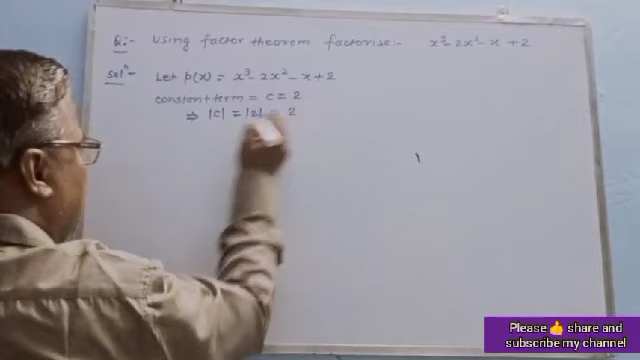 Q:- Using factor theorem factorise:- x³- 2x²- x + 2
Solⁿ- Let p(x) = x³- 2x² - x + 2
constant term = c = 2
⇒ |c| = |2| = 2
Please 👍 share and
subscribe my channel